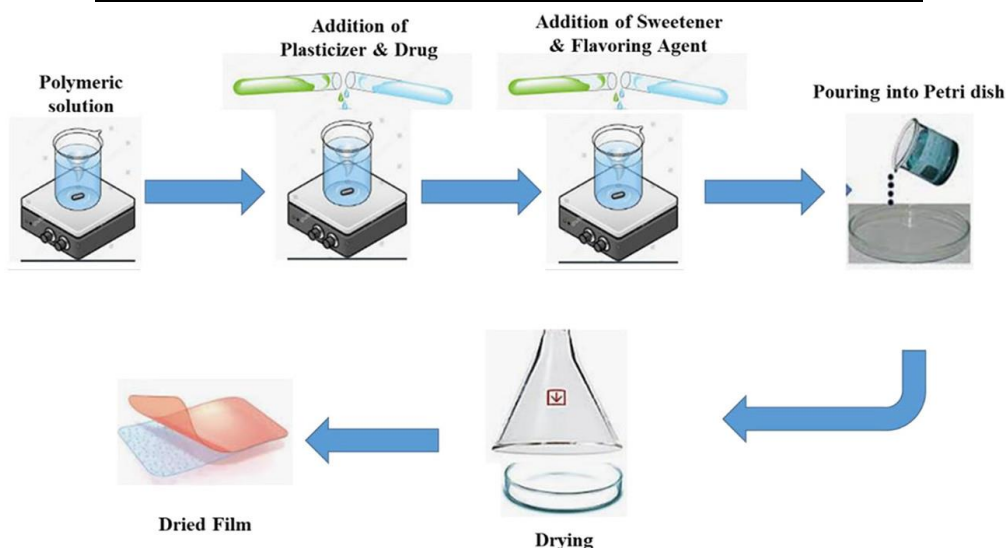 Polymeric
solution
Addition of
Plasticizer & Drug
Addition of Sweetener
& Flavoring Agent
Pouring into Petri dish
Dried Film
Drying